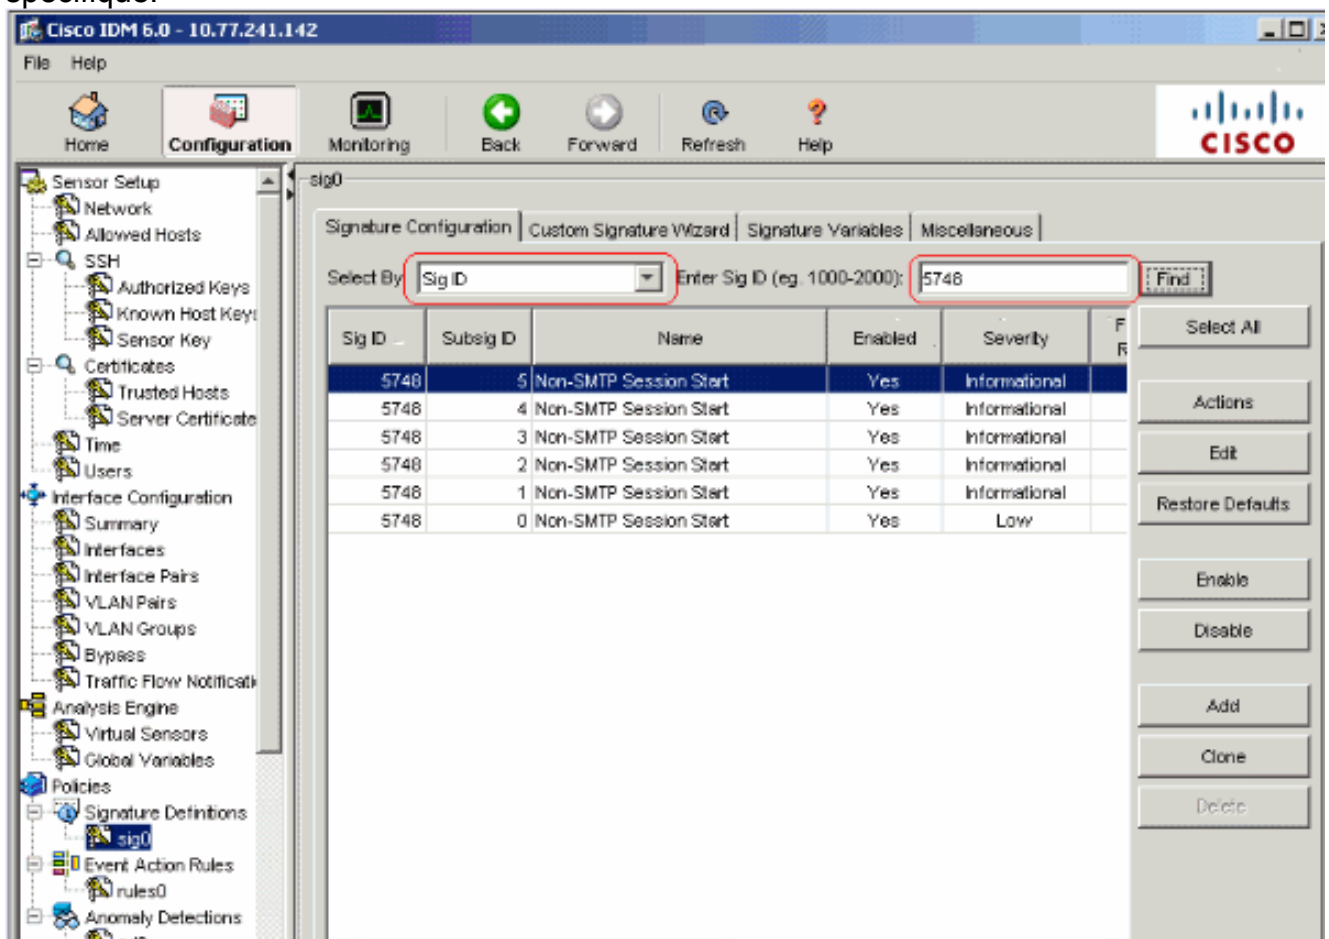 spécifique.
Cisco IDM 6.0 - 10.77.241.142
File Help
Home Configuration Monitoring Back Forward Refresh Help
CISCO
Sensor Setup
Network
Allowed Hosts
SSH
Authorized Keys
Known Host Key
Sensor Key
Certificates
Trusted Hosts
Server Certificate
Time
Users
Interface Configuration
Summary
Interfaces
Interface Pairs
VLAN Pairs
VLAN Groups
Bypass
Traffic Flow Notificati
Analysis Engine
Virtual Sensors
Global Variables
Policies
Signature Definitions
sig0
Event Action Rules
rules0
Anomaly Detections
sig0
Signature Configuration Custom Signature Wizard Signature Variables Miscellaneous
Select By: Sig ID Enter Sig ID (eg. 1000-2000): 5748 Find
Sig ID Subsig ID Name Enabled Severity F R
5748 5 Non-SMTP Session Start Yes Informational
5748 4 Non-SMTP Session Start Yes Informational
5748 3 Non-SMTP Session Start Yes Informational
5748 2 Non-SMTP Session Start Yes Informational
5748 1 Non-SMTP Session Start Yes Informational
5748 0 Non-SMTP Session Start Yes Low
Select All
Actions
Edit
Restore Defaults
Enable
Disable
Add
Clone
Delete